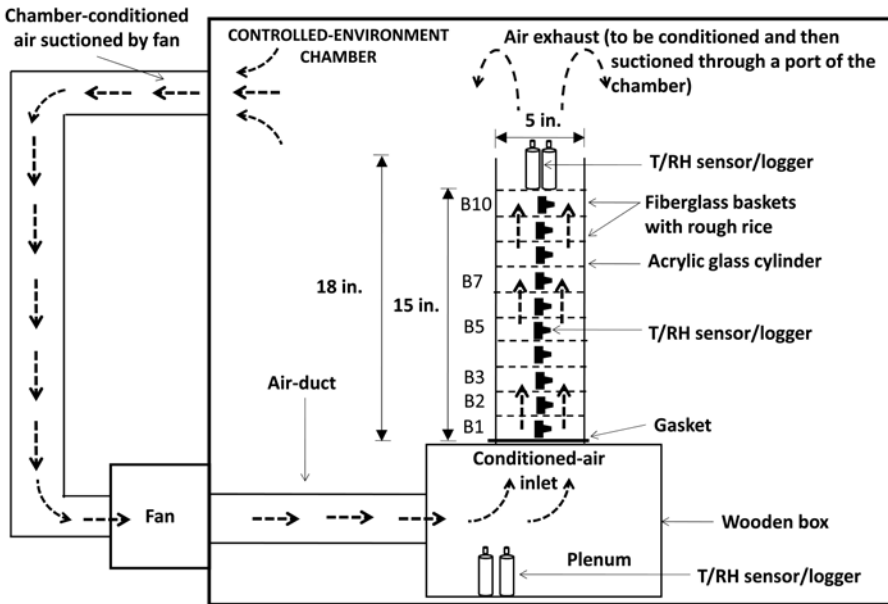 Chamber-conditioned
air suctioned by fan
CONTROLLED-ENVIRONMENT
CHAMBER
Air exhaust (to be conditioned and then
suctioned through a port of the
chamber)
5 in.
T/RH sensor/logger
B10
Fiberglass baskets
with rough rice
Acrylic glass cylinder
B7
18 in.
15 in.
B5
T/RH sensor/logger
Air-duct
B3
B2
B1
Gasket
Conditioned-air
inlet
Fan
Wooden box
Plenum
T/RH sensor/logger